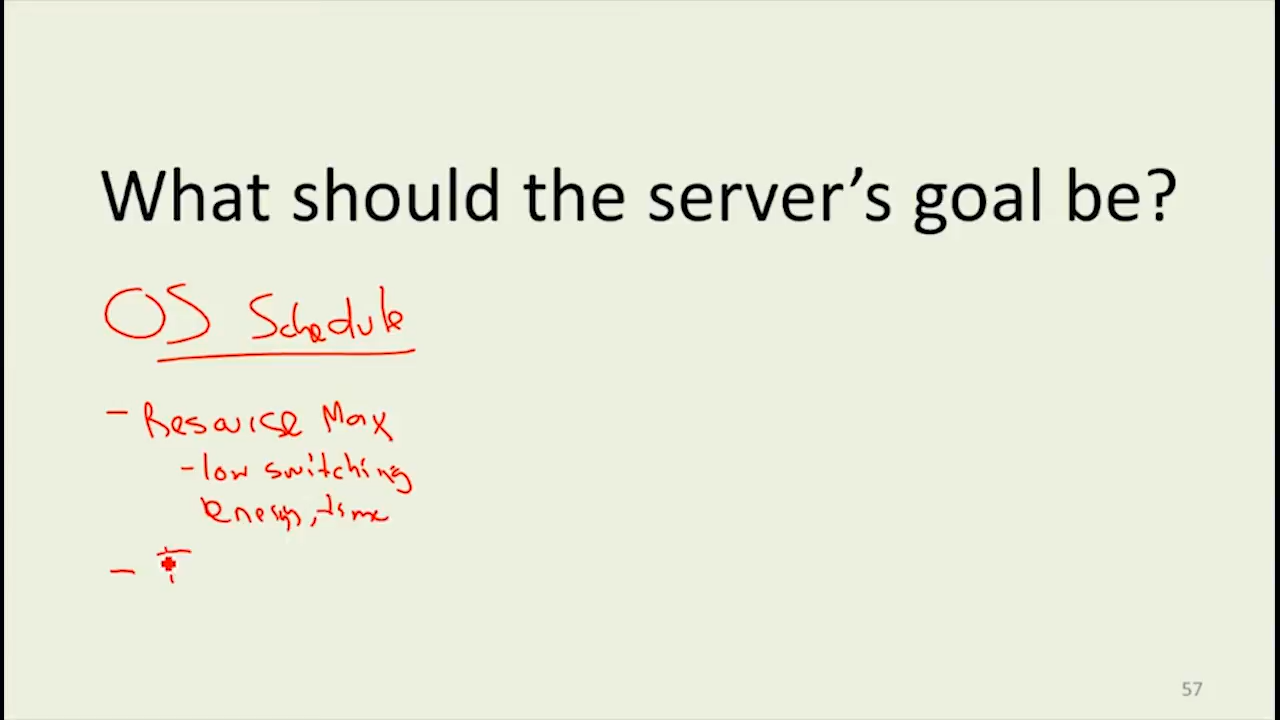 What should the server’s goal be?
OS Schedule
- Resource Max
- low switching
energy, time
-
57